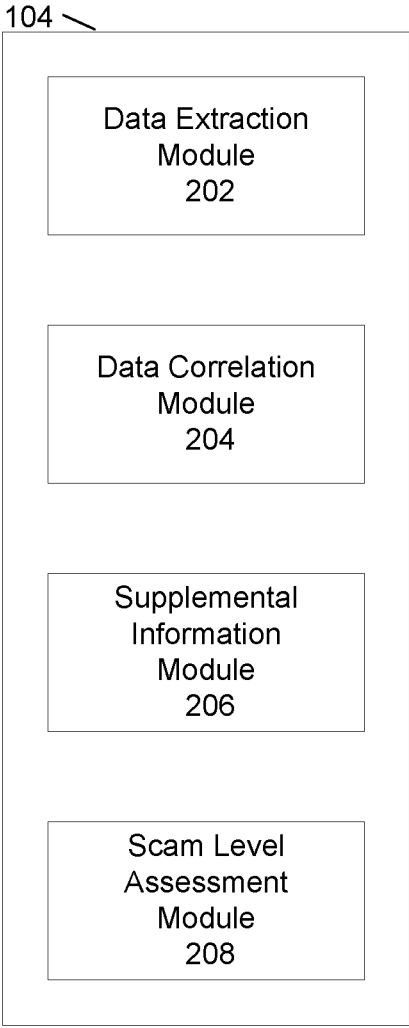 104
Data Extraction
Module
202
Data Correlation
Module
204
Supplemental
Information
Module
206
Scam Level
Assessment
Module
208